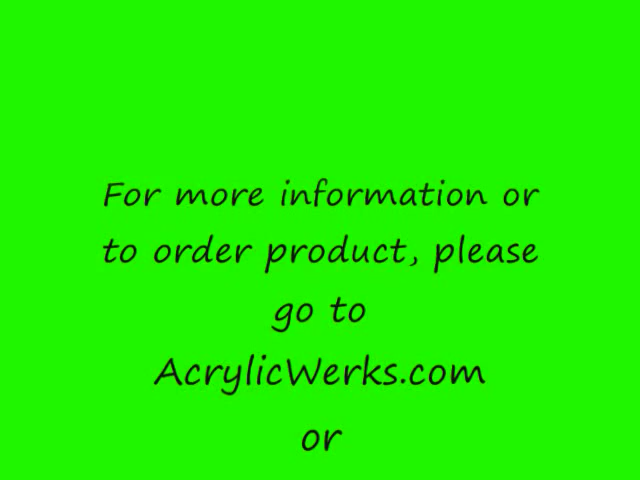 For more information or
to order product, please
go to
AcrylicWerks.com
or